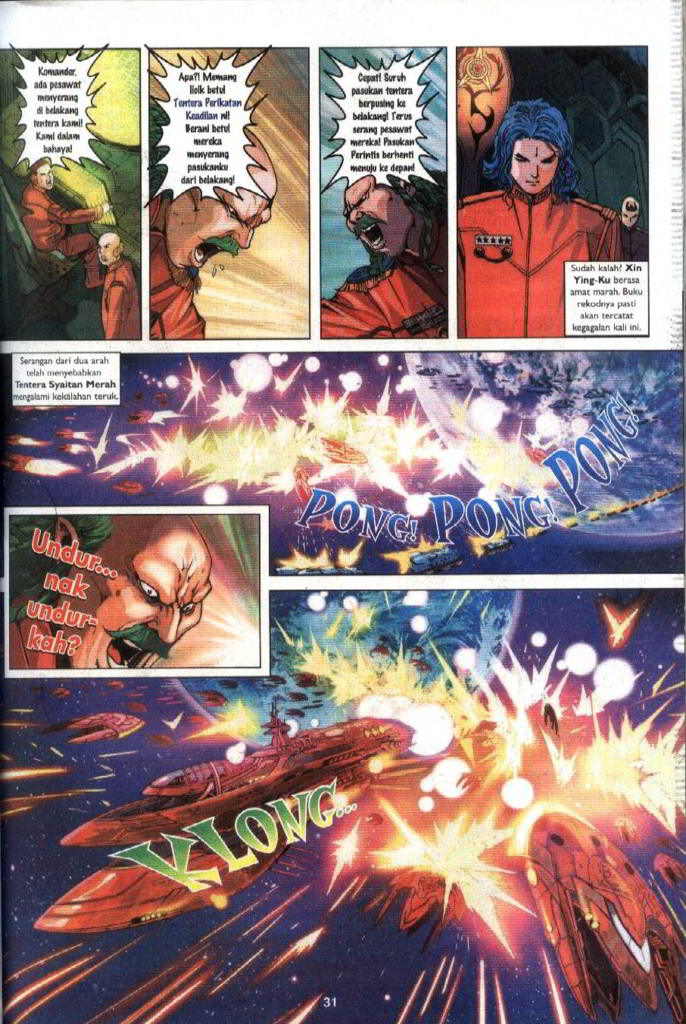 Komander,
ada pesawat
menyerang
di belakang
tentera kami!
Kami dalam
bahaya!
Apa?! Memang
licik betul
Tentera Perikatan
Keadilan ni!
Berani betul
mereka
menyerang
pasukanku
dari belakang!
Cepat! Suruh
pasukan tentera
berpusing ke
belakang! Terus
serang pesawat
mereka! Pasukan
Perintis berhenti
menuju ke depan!
Sudah kalah? Xin
Ying-Ku berasa
amat marah. Buku
rekodnya pasti
akan tercatat
kegagalan kali ini.
Serangan dari dua arah
telah menyebabkan
Tentera Syaitan Merah
mengalami kekalahan teruk.
PONG! PONG! PONG!
Undur...
nak
undur-
kah?
KLONG...
31